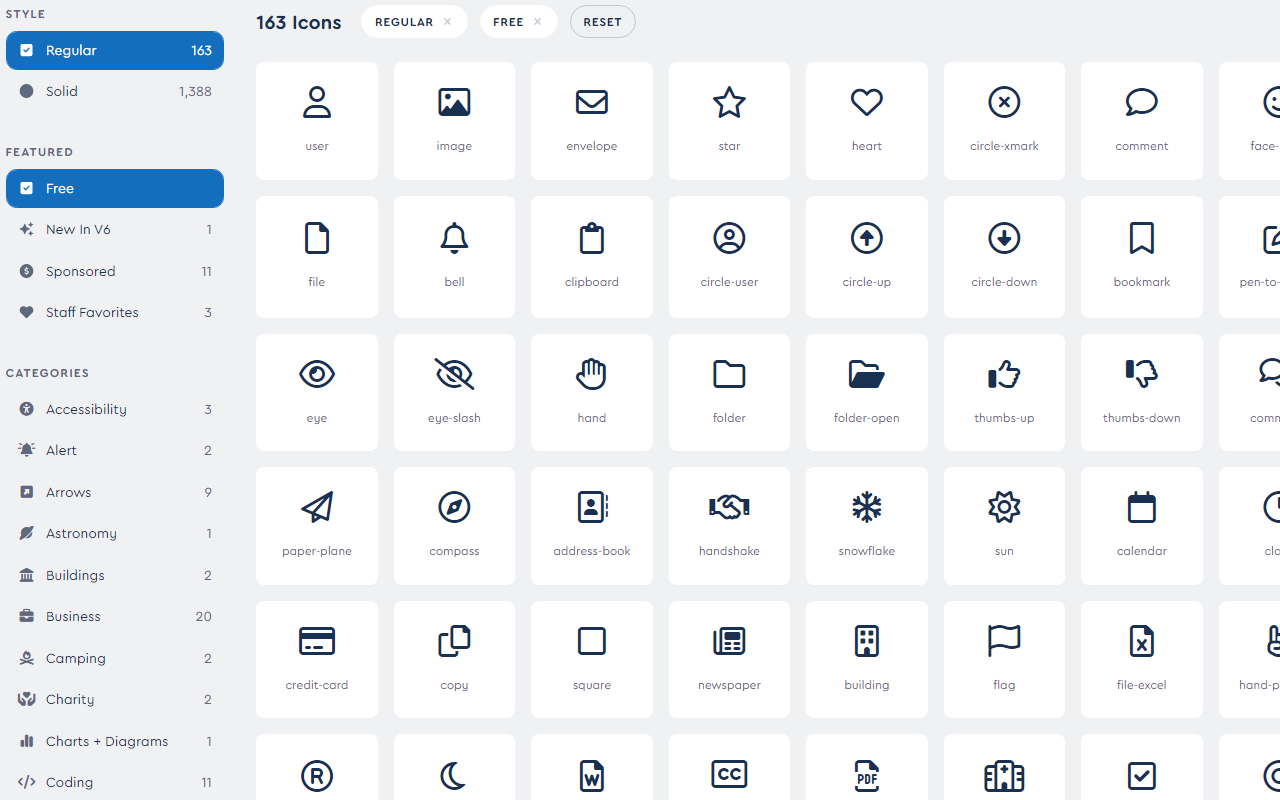 STYLE
Regular 163
Solid 1,388
FEATURED
Free
New In V6 1
Sponsored 11
Staff Favorites 3
CATEGORIES
Accessibility 3
Alert 2
Arrows 9
Astronomy 1
Buildings 2
Business 20
Camping 2
Charity 2
Charts + Diagrams 1
Coding 11
163 Icons REGULAR × FREE × RESET
user image envelope star heart circle-xmark comment face-
file bell clipboard circle-user circle-up circle-down bookmark pen-to-
eye eye-slash hand folder folder-open thumbs-up thumbs-down comm
paper-plane compass address-book handshake snowflake sun calendar clo
credit-card copy square newspaper building flag file-excel hand-p
R W CC PDF